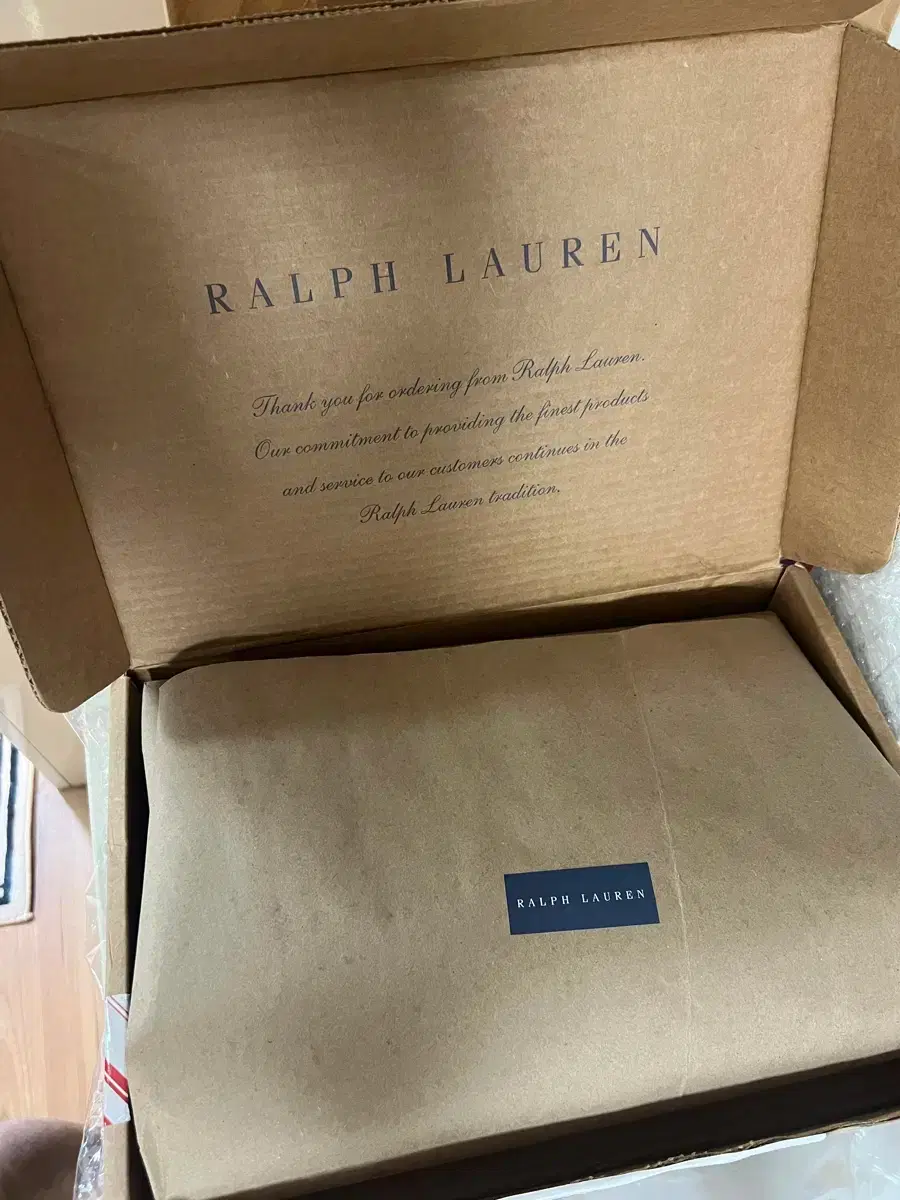 RALPH LAUREN
Thank you for ordering from Ralph Lauren.
Our commitment to providing the finest products
and service to our customers continues in the
Ralph Lauren tradition.
RALPH LAUREN